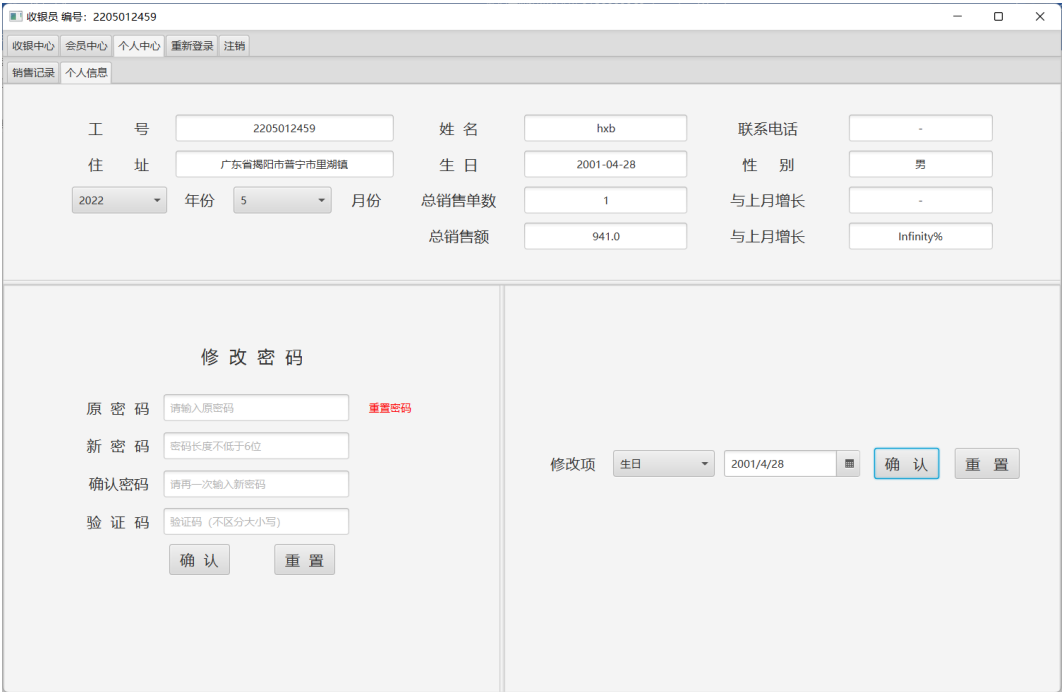 收银员 编号：2205012459
收银中心 会员中心 个人中心 重新登录 注销
销售记录 个人信息
工 号 2205012459 姓 名 hxb 联系电话 -
住 址 广东省揭阳市普宁市里湖镇 生 日 2001-04-28 性 别 男
2022 年份 5 月份 总销售单数 1 与上月增长 -
总销售额 941.0 与上月增长 Infinity%
修 改 密 码
原 密 码 请输入原密码 重置密码
新 密 码 密码长度不低于6位
确认密码 请再一次输入新密码
验 证 码 验证码（不区分大小写）
确 认 重 置
修改项 生日 2001/4/28 确 认 重 置